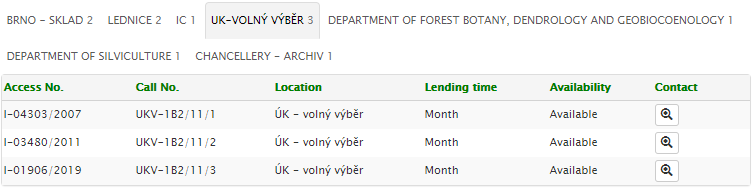 BRNO - SKLAD 2 LEDNICE 2 IC 1 UK-VOLNÝ VÝBĚR 3 DEPARTMENT OF FOREST BOTANY, DENDROLOGY AND GEOBIOCOENOLOGY 1
DEPARTMENT OF SILVICULTURE 1 CHANCELLERY - ARCHIV 1
Access No. Call No. Location Lending time Availability Contact
I-04303/2007 UKV-1B2/11/1 ÚK - volný výběr Month Available
I-03480/2011 UKV-1B2/11/2 ÚK - volný výběr Month Available
I-01906/2019 UKV-1B2/11/3 ÚK - volný výběr Month Available